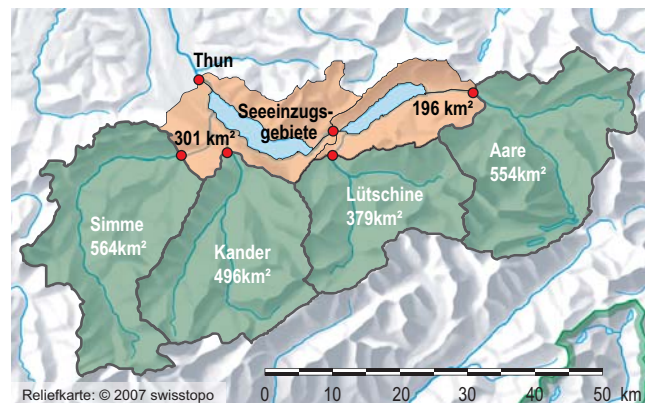 Thun
Seeeinzugs-
gebiete
301 km²
196 km²
Aare
554km²
Simme
564km²
Kander
496km²
Lütschine
379km²
Reliefkarte: © 2007 swisstopo
0 10 20 30 40 50 km